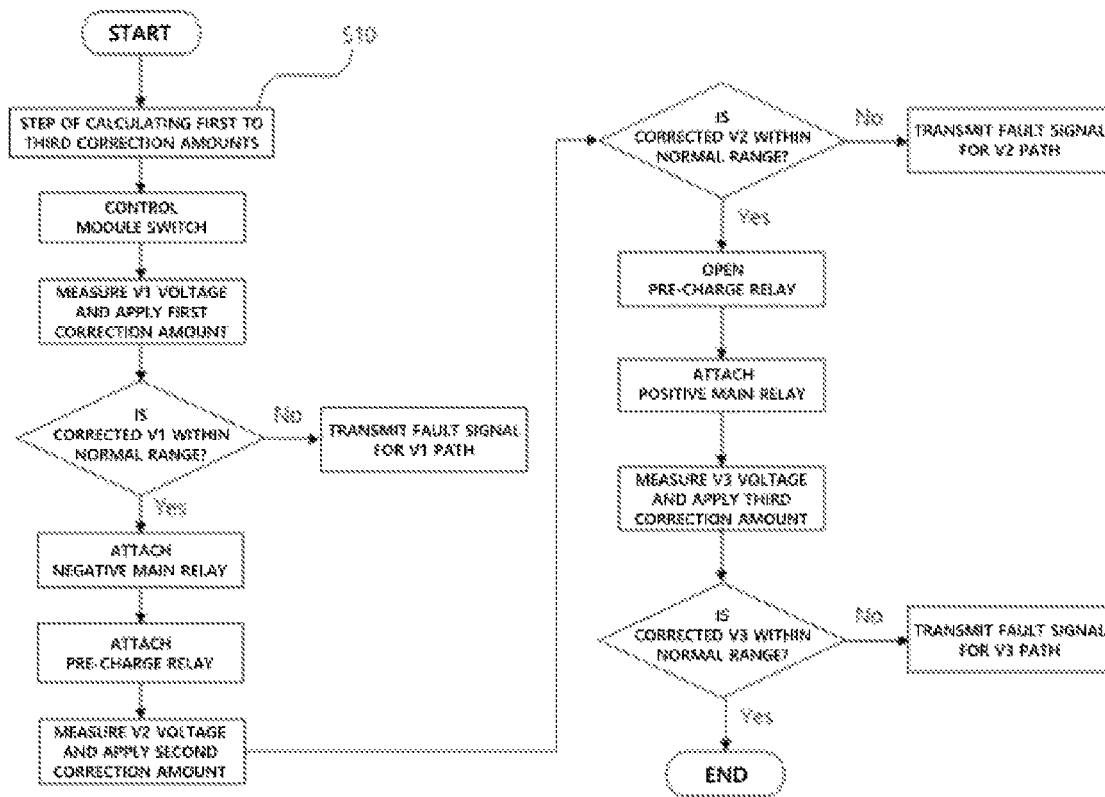 START
S10
STEP OF CALCULATING FIRST TO
THIRD CORRECTION AMOUNTS
CONTROL
MODULE SWITCH
MEASURE V1 VOLTAGE
AND APPLY FIRST
CORRECTION AMOUNT
IS
CORRECTED V1 WITHIN
NORMAL RANGE?
No
TRANSMIT FAULT SIGNAL
FOR V1 PATH
Yes
ATTACH
NEGATIVE MAIN RELAY
ATTACH
PRE-CHARGE RELAY
MEASURE V2 VOLTAGE
AND APPLY SECOND
CORRECTION AMOUNT
IS
CORRECTED V2 WITHIN
NORMAL RANGE?
No
TRANSMIT FAULT SIGNAL
FOR V2 PATH
Yes
OPEN
PRE-CHARGE RELAY
ATTACH
POSITIVE MAIN RELAY
MEASURE V3 VOLTAGE
AND APPLY THIRD
CORRECTION AMOUNT
IS
CORRECTED V3 WITHIN
NORMAL RANGE?
No
TRANSMIT FAULT SIGNAL
FOR V3 PATH
Yes
END